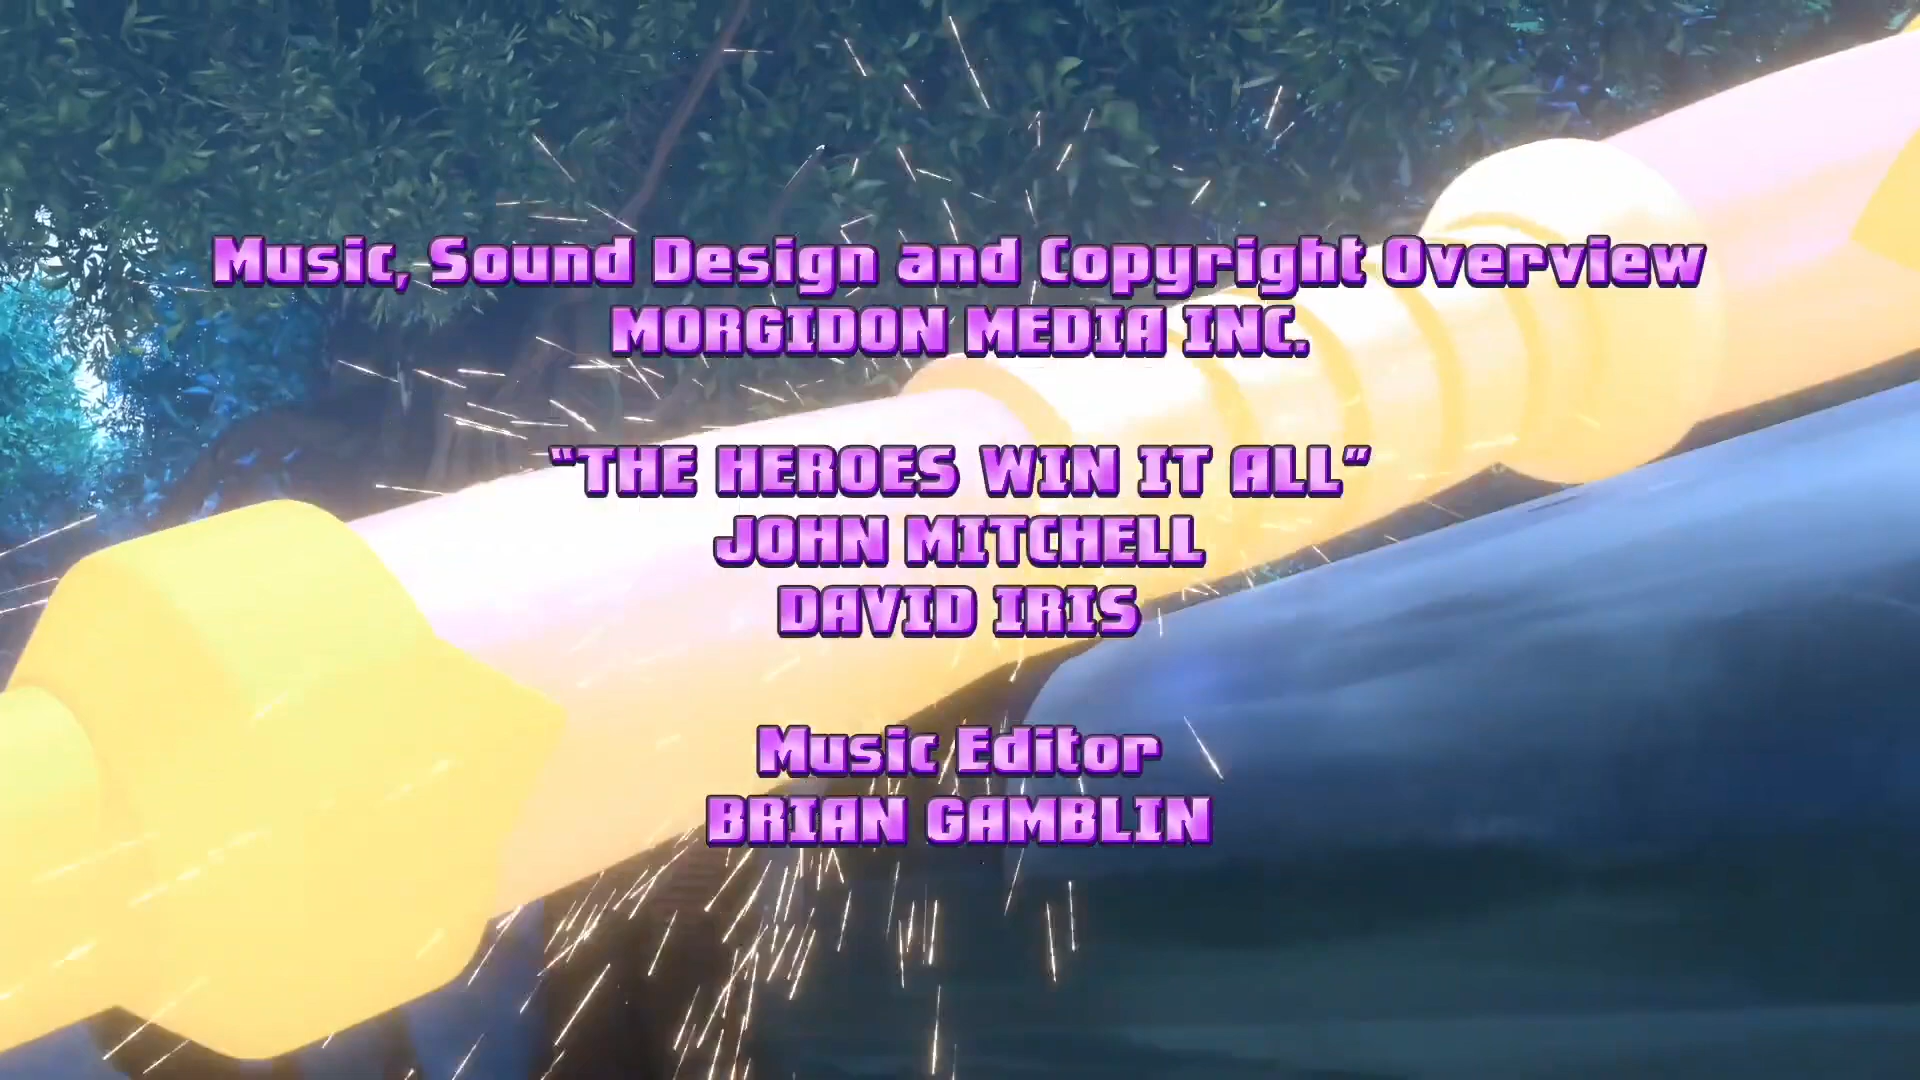 Music, Sound Design and Copyright Overview
MORGIDON MEDIA INC.
“THE HEROES WIN IT ALL”
JOHN MITCHELL
DAVID IRIS
Music Editor
BRIAN GAMBLIN